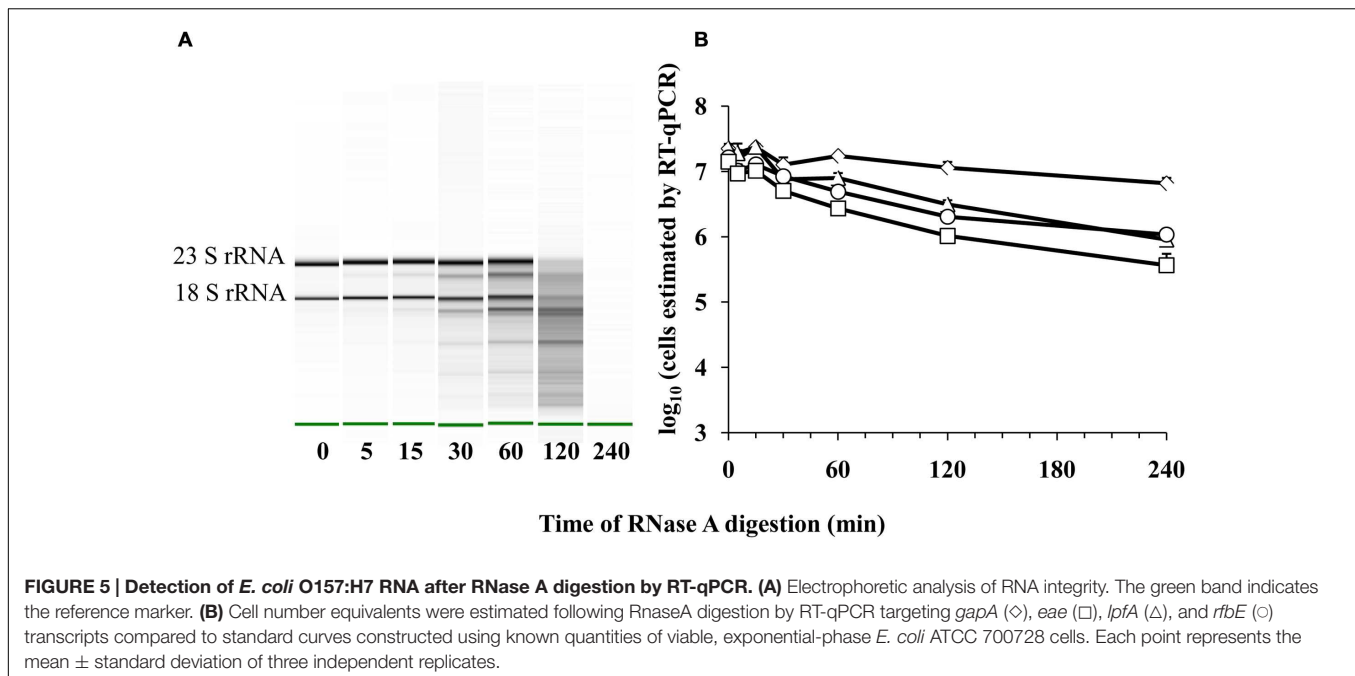 A
B
23 S rRNA
18 S rRNA
0 5 15 30 60 120 240
log₁₀ (cells estimated by RT-qPCR)
8
7
6
5
4
3
0 60 120 180 240
Time of RNase A digestion (min)
FIGURE 5 | Detection of E. coli O157:H7 RNA after RNase A digestion by RT-qPCR. (A) Electrophoretic analysis of RNA integrity. The green band indicates
the reference marker. (B) Cell number equivalents were estimated following RnaseA digestion by RT-qPCR targeting gapA (◇), eae (□), lpfA (△), and rfbE (○)
transcripts compared to standard curves constructed using known quantities of viable, exponential-phase E. coli ATCC 700728 cells. Each point represents the
mean ± standard deviation of three independent replicates.